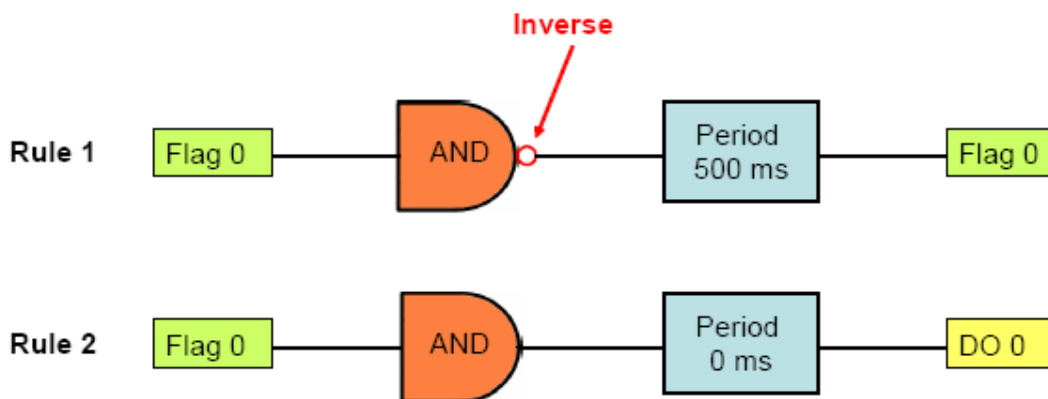 Inverse
Rule 1
Flag 0
AND
Period
500 ms
Flag 0
Rule 2
Flag 0
AND
Period
0 ms
DO 0